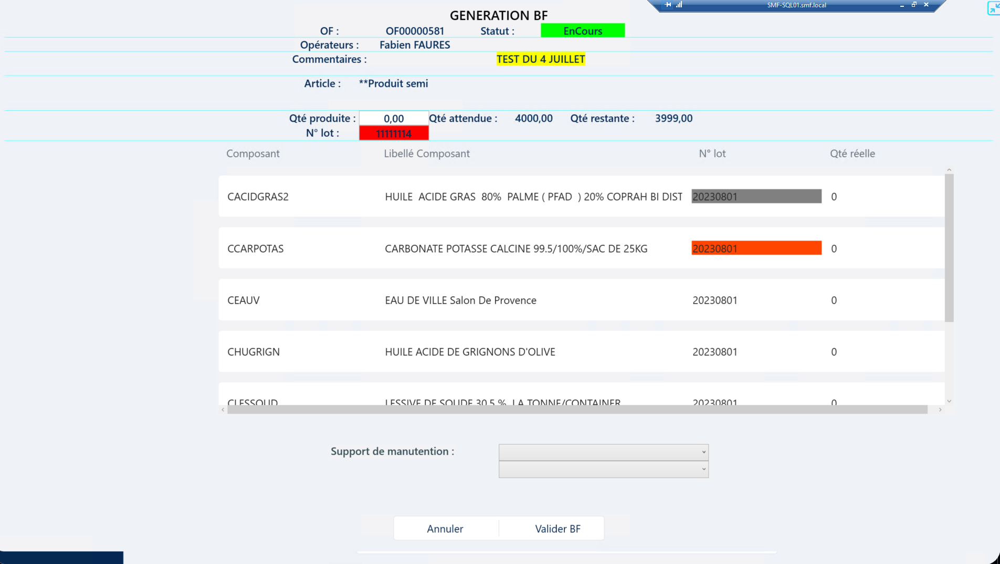 SMF-SQL01.smf.local
GENERATION BF
OF : OF00000581 Statut : EnCours
Opérateurs : Fabien FAURES
Commentaires : TEST DU 4 JUILLET
Article : **Produit semi
Qté produite : 0,00 Qté attendue : 4000,00 Qté restante : 3999,00
N° lot : 11111114
Composant Libellé Composant N° lot Qté réelle
CACIDGRAS2 HUILE ACIDE GRAS 80% PALME ( PFAD ) 20% COPRAH BI DIST 20230801 0
CCARPOTAS CARBONATE POTASSE CALCINE 99.5/100%/SAC DE 25KG 20230801 0
CEAUV EAU DE VILLE Salon De Provence 20230801 0
CHUGRIGN HUILE ACIDE DE GRIGNONS D'OLIVE 20230801 0
CLESSOUD LESSIVE DE SOUDE 30.5 % LA TONNE/CONTAINER 20230801 0
Support de manutention :
Annuler Valider BF